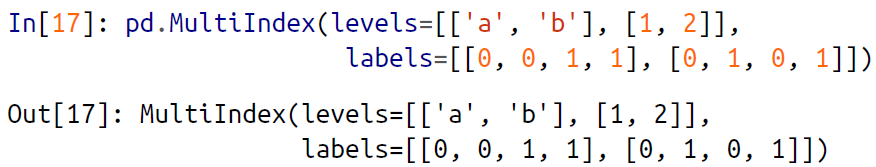 In[17]: pd.MultiIndex(levels=[['a', 'b'], [1, 2]],
labels=[[0, 0, 1, 1], [0, 1, 0, 1]])
Out[17]: MultiIndex(levels=[['a', 'b'], [1, 2]],
labels=[[0, 0, 1, 1], [0, 1, 0, 1]])